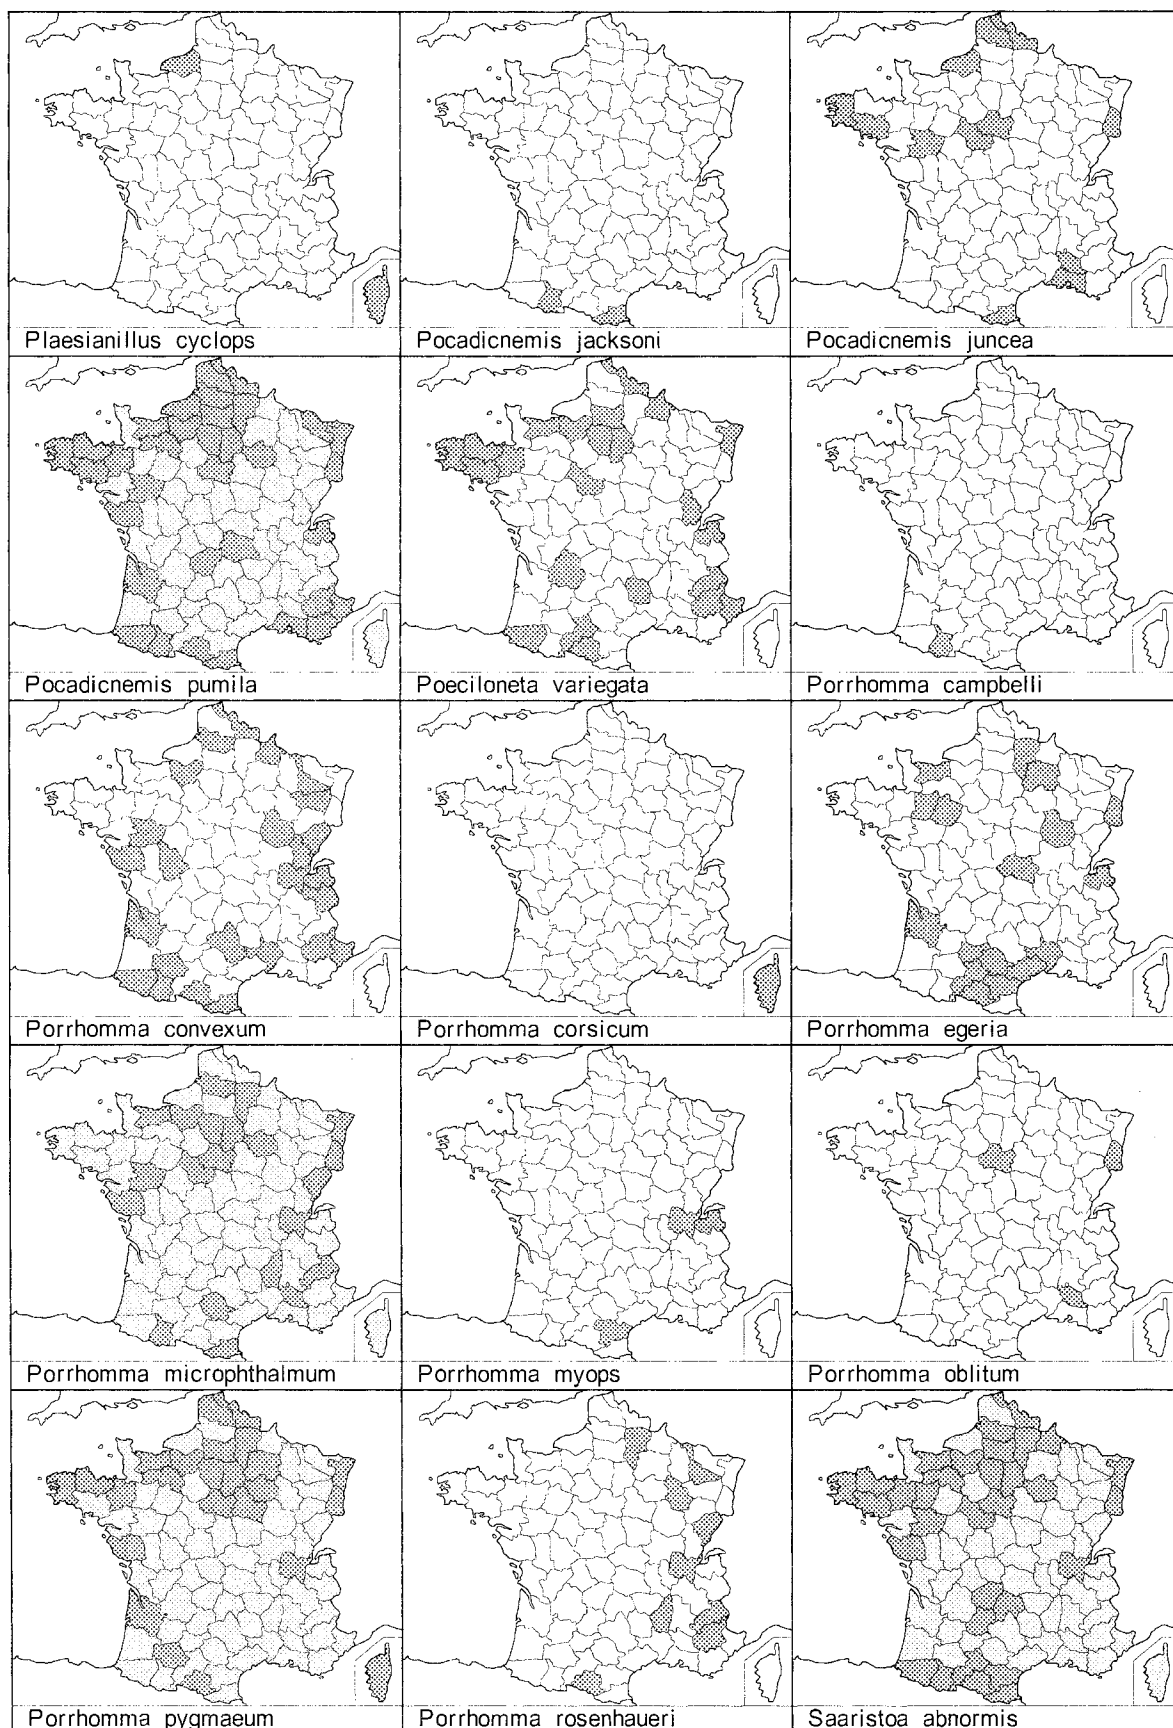 Plaesianillus cyclops
Pocadicnemis jacksoni
Pocadicnemis juncea
Pocadicnemis pumila
Poeciloneta variegata
Porrhomma campbelli
Porrhomma convexum
Porrhomma corsicum
Porrhomma egeria
Porrhomma microphthalmum
Porrhomma myops
Porrhomma oblitum
Porrhomma pygmaeum
Porrhomma rosenhaueri
Saaristoa abnormis